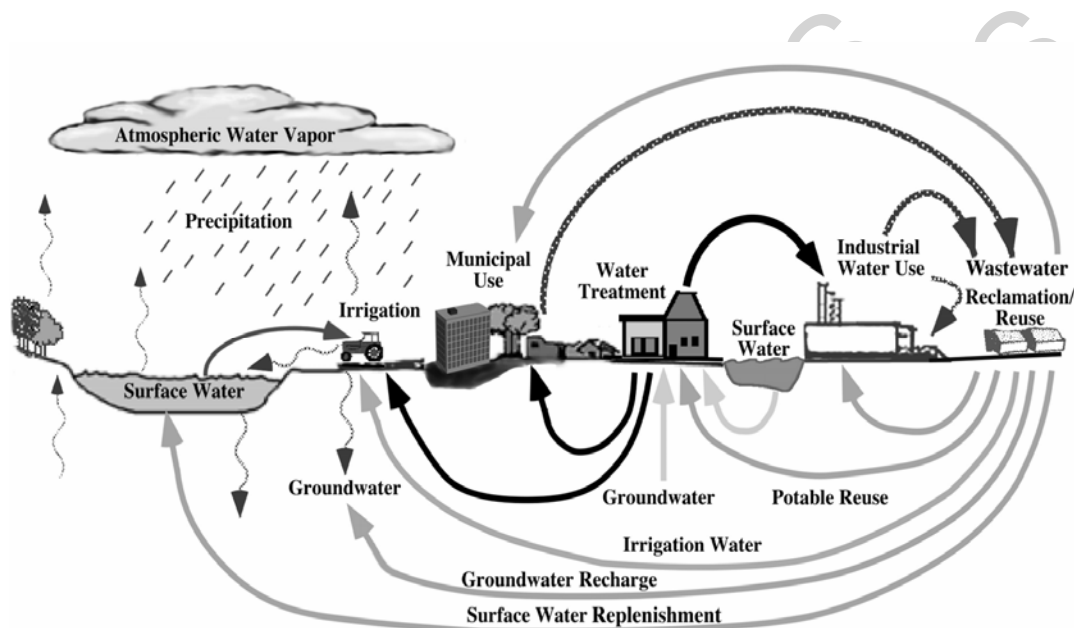 Atmospheric Water Vapor
Precipitation
Municipal
Use
Water
Treatment
Industrial
Water Use
Wastewater
Reclamation/
Reuse
Irrigation
Surface
Water
Surface Water
Groundwater
Groundwater
Potable Reuse
Irrigation Water
Groundwater Recharge
Surface Water Replenishment